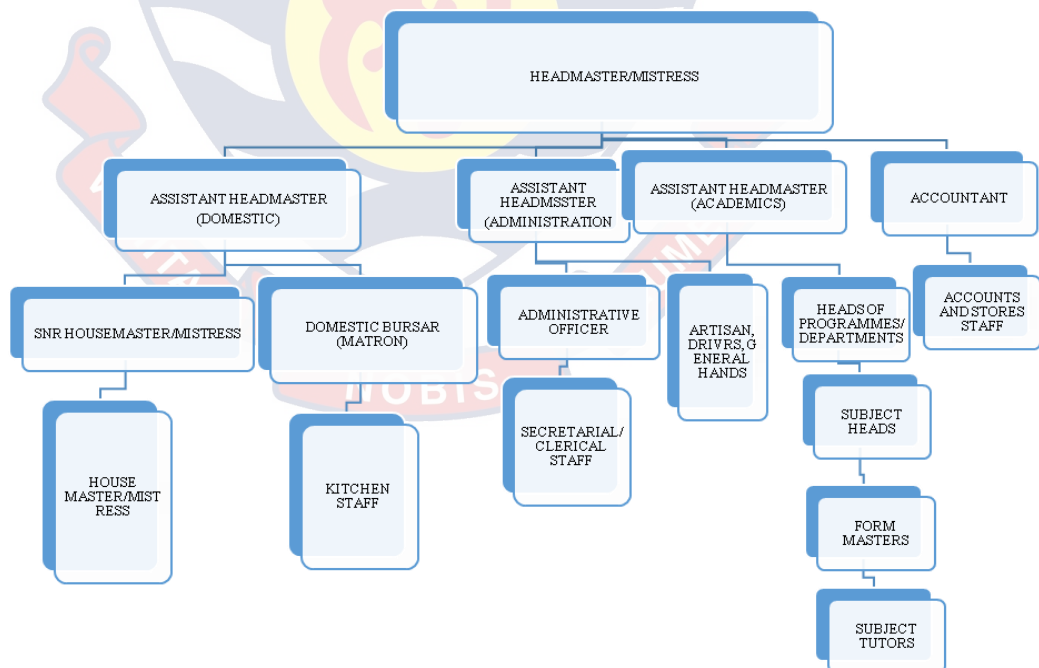 HEADMASTER/MISTRESS
ASSISTANT HEADMASTER
(DOMESTIC)
ASSISTANT
HEADMSSTER
(ADMINISTRATION
ASSISTANT HEADMASTER
(ACADEMICS)
ACCOUNTANT
SNR HOUSEMASTER/MISTRESS
DOMESTIC BURSAR
(MATRON)
ADMINISTRATIVE
OFFICER
ARTISAN,
DRIVRS, G
ENERAL
HANDS
HEADS OF
PROGRAMMES/
DEPARTMENTS
ACCOUNTS
AND STORES
STAFF
HOUSE
MASTER/MIST
RESS
KITCHEN
STAFF
SECRETARIAL/
CLERICAL
STAFF
SUBJECT
HEADS
FORM
MASTERS
SUBJECT
TUTORS
NOBIS